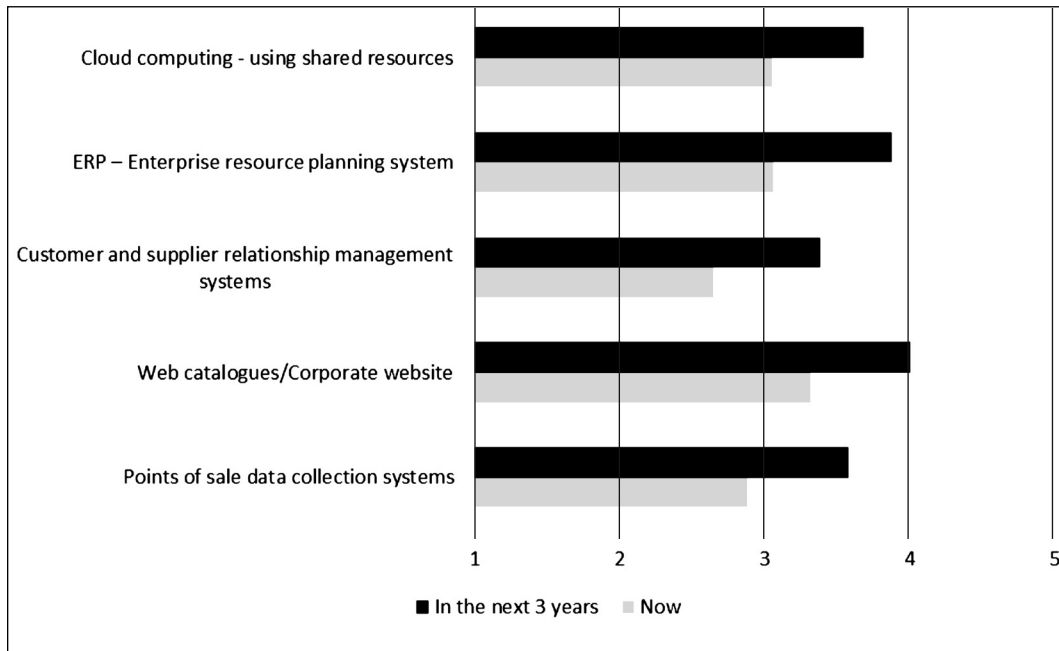 Cloud computing - using shared resources
ERP – Enterprise resource planning system
Customer and supplier relationship management
systems
Web catalogues/Corporate website
Points of sale data collection systems
1 2 3 4 5
In the next 3 years Now